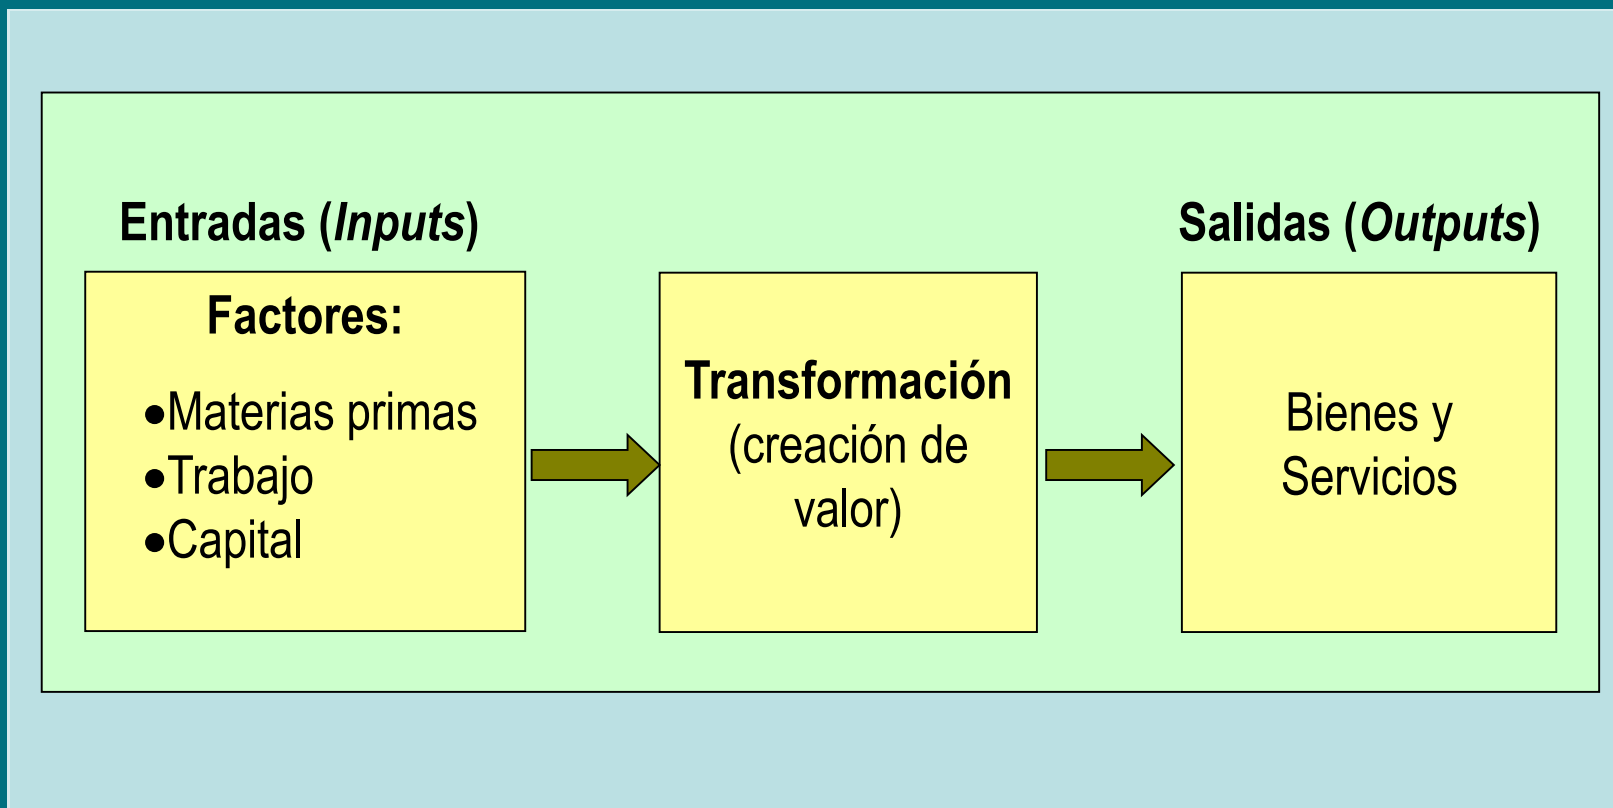 Entradas (Inputs)
Factores:
•Materias primas
•Trabajo
•Capital
Transformación
(creación de
valor)
Salidas (Outputs)
Bienes y
Servicios